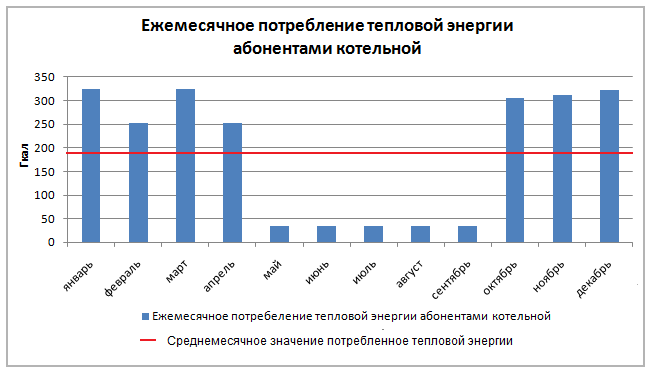 Ежемесячное потребление тепловой энергии
абонентами котельной
Гкал
350
300
250
200
150
100
50
0
январь
февраль
март
апрель
май
июнь
июль
август
сентябрь
октябрь
ноябрь
декабрь
Ежемесячное потребеление тепловой энергии абонентами котельной
Среднемесячное значение потребленное тепловой энергии